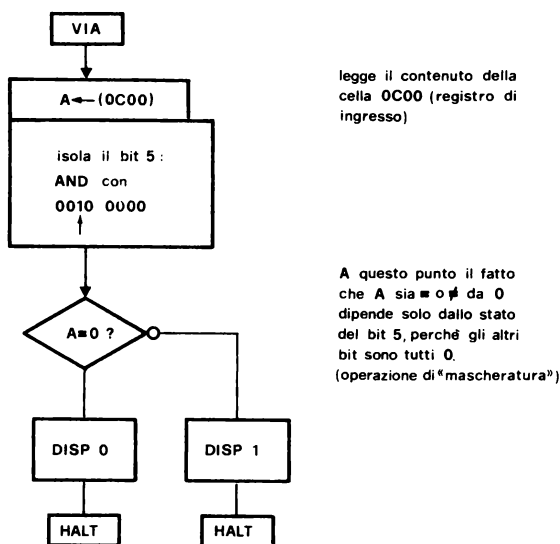 VIA
A←(0C00)
legge il contenuto della
cella 0C00 (registro di
ingresso)
isola il bit 5:
AND con
0010 0000
↑
A questo punto il fatto
che A sia = o ≠ da 0
dipende solo dallo stato
del bit 5, perchè gli altri
bit sono tutti 0.
(operazione di «mascheratura»)
A=0 ?
DISP 0
DISP 1
HALT
HALT